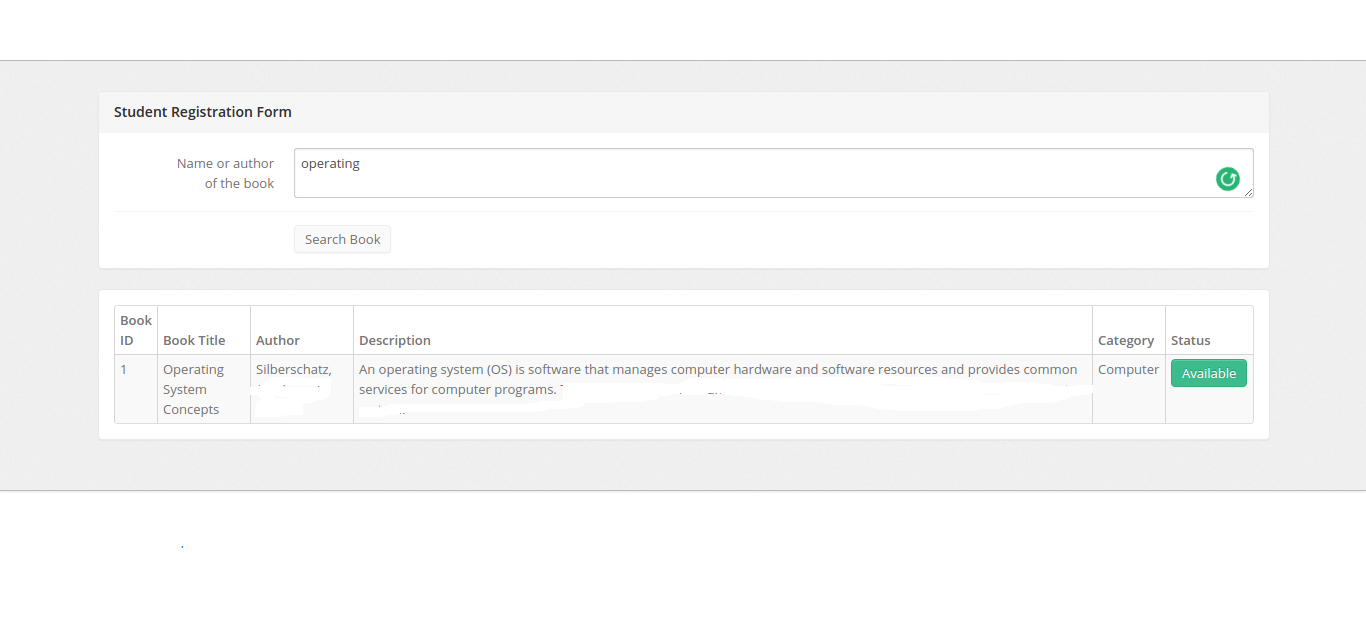 Student Registration Form
Name or author
of the book
operating
Search Book
Book
ID
Book Title
Author
Description
Category
Status
1
Operating
System
Concepts
Silberschatz,
An operating system (OS) is software that manages computer hardware and software resources and provides common
services for computer programs.
Computer
Available